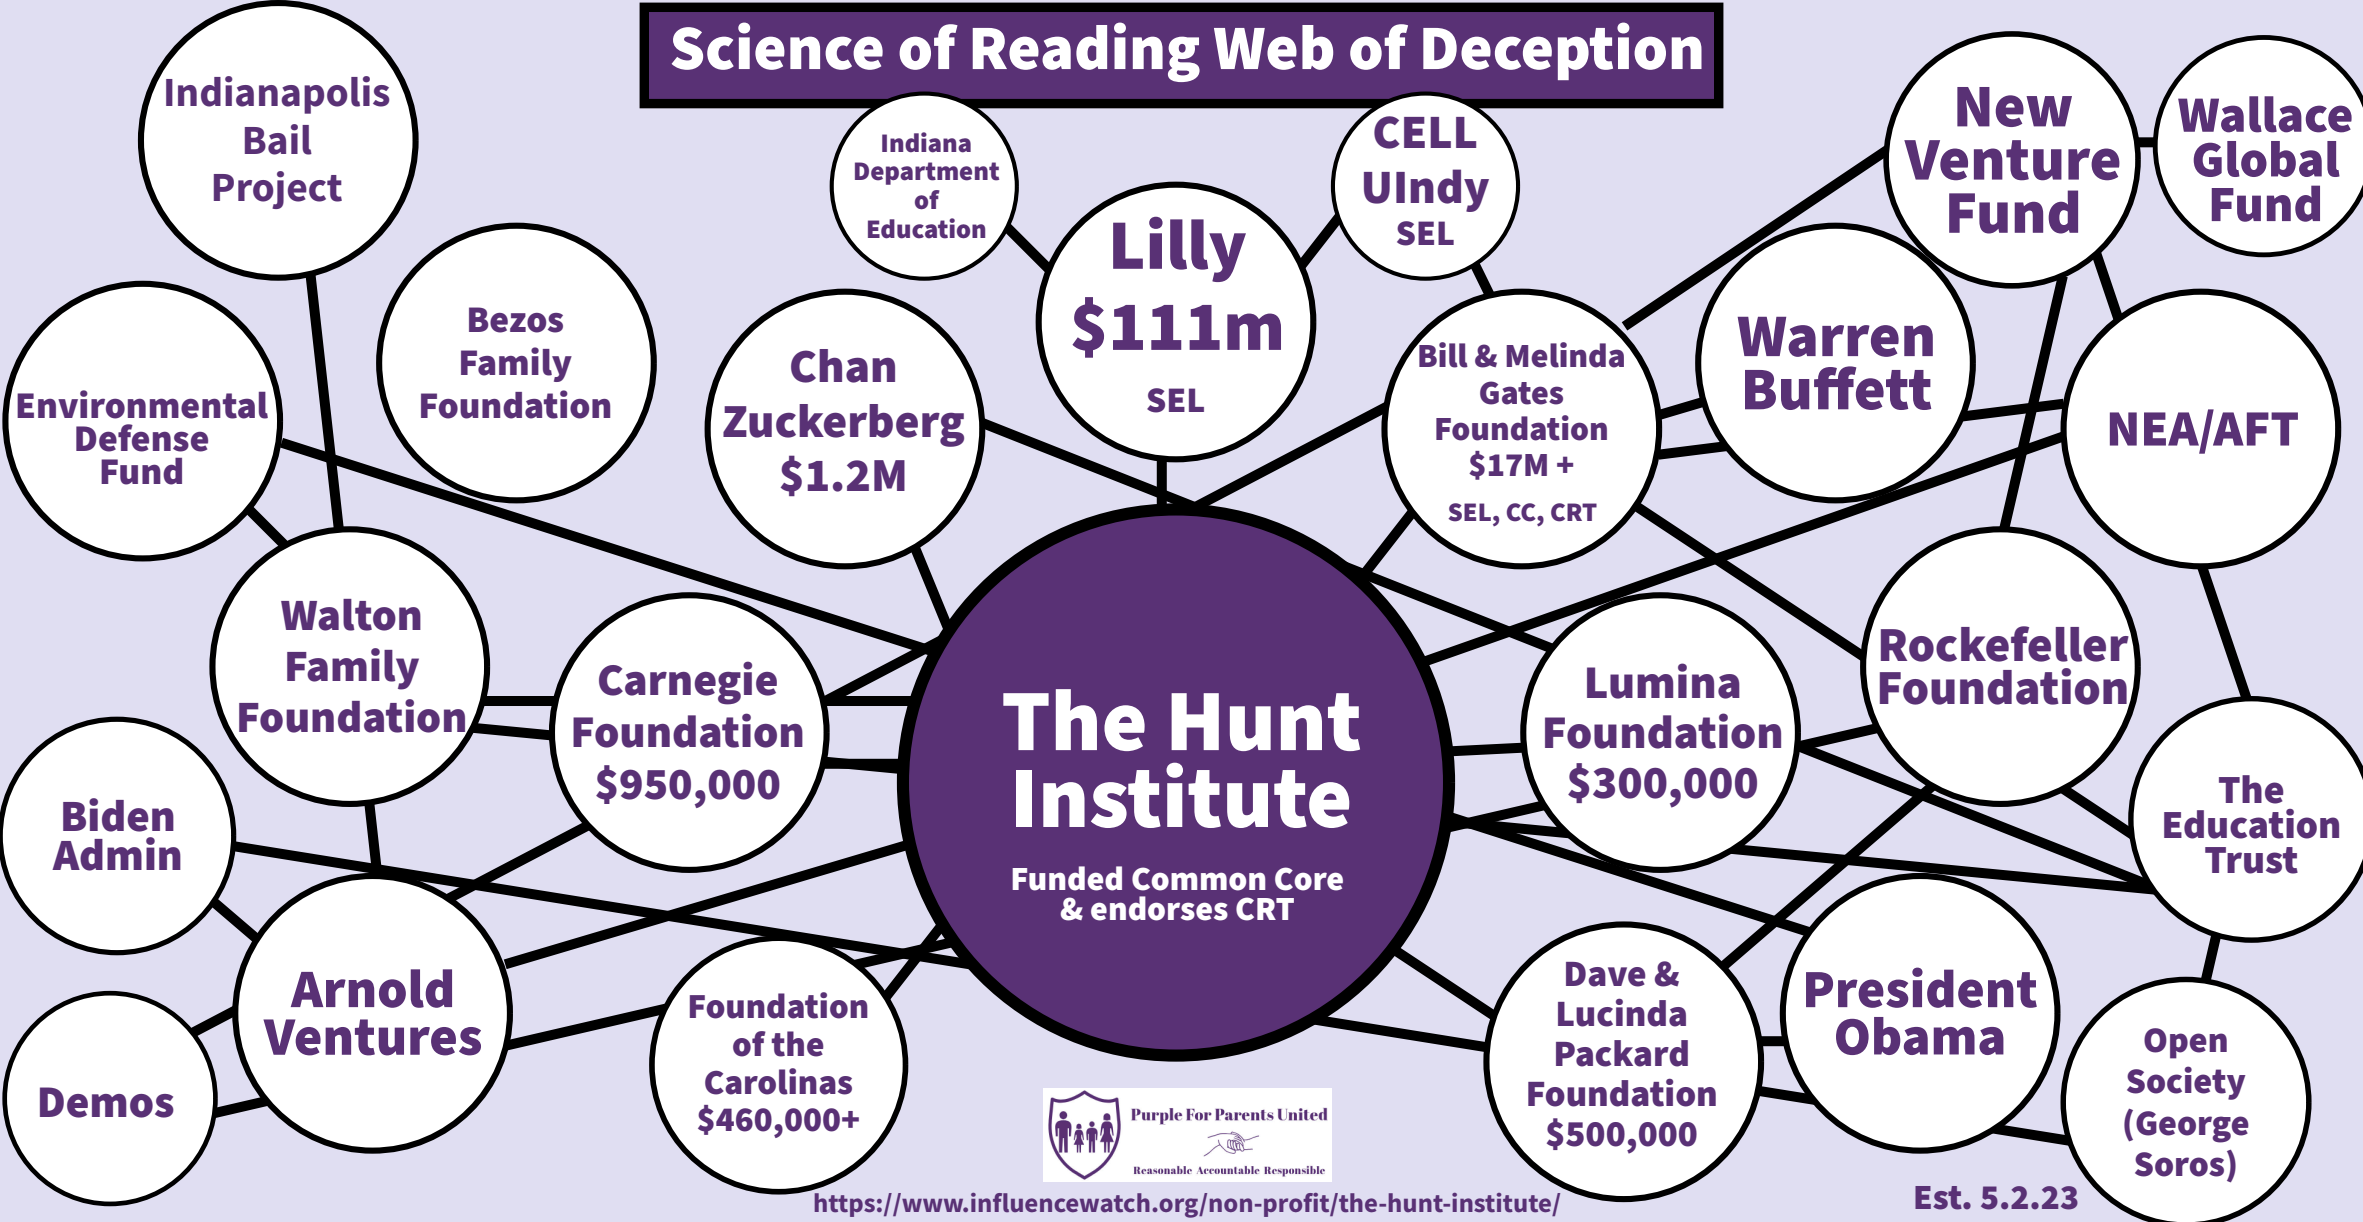 Science of Reading Web of Deception
Indianapolis
Bail
Project
Indiana
Department
of
Education
CELL
UIndy
SEL
New
Venture
Fund
Wallace
Global
Fund
Lilly
$111m
SEL
Environmental
Defense
Fund
Bezos
Family
Foundation
Chan
Zuckerberg
$1.2M
Bill & Melinda
Gates
Foundation
$17M +
SEL, CC, CRT
Warren
Buffett
NEA/AFT
Walton
Family
Foundation
Carnegie
Foundation
$950,000
The Hunt
Institute
Funded Common Core
& endorses CRT
Lumina
Foundation
$300,000
Rockefeller
Foundation
Biden
Admin
The
Education
Trust
Arnold
Ventures
Demos
Foundation
of the
Carolinas
$460,000+
Dave &
Lucinda
Packard
Foundation
$500,000
President
Obama
Open
Society
(George
Soros)
Purple For Parents United
Reasonable Accountable Responsible
https://www.influencewatch.org/non-profit/the-hunt-institute/
Est. 5.2.23